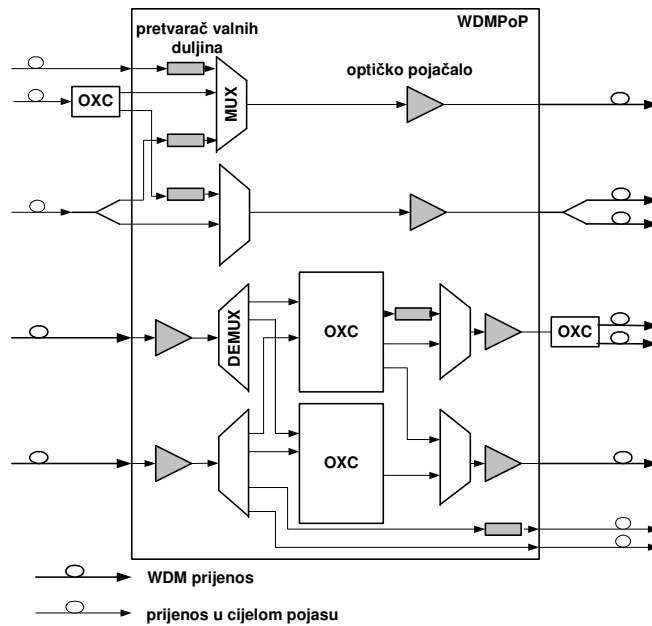 WDMPoP
pretvarač valnih
duljina
optičko pojačalo
OXC
MUX
DEMUX
OXC
OXC
OXC
WDM prijenos
prijenos u cijelom pojasu